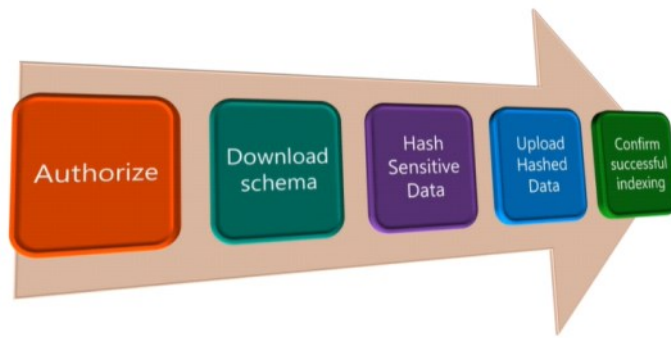 Authorize
Download
schema
Hash
Sensitive
Data
Upload
Hashed
Data
Confirm
successful
indexing